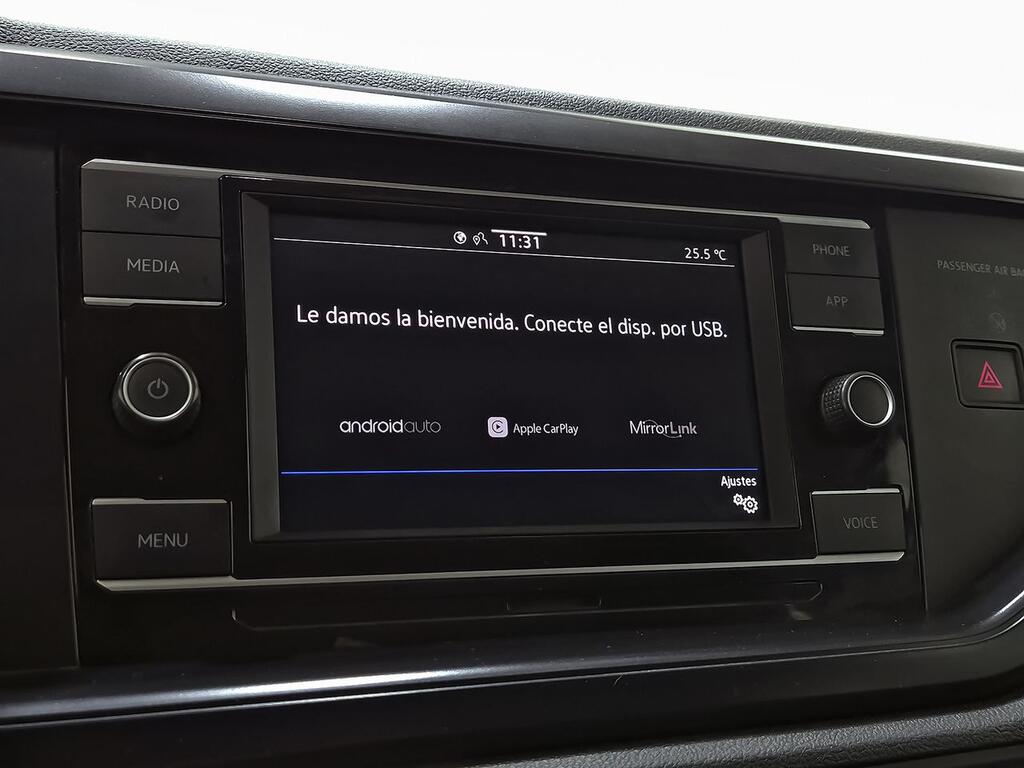 RADIO
MEDIA
11:31
25.5 °C
PHONE
APP
PASSENGER AIR
Le damos la bienvenida. Conecte el disp. por USB.
androidauto
Apple CarPlay
MirrorLink
Ajustes
MENU
VOICE